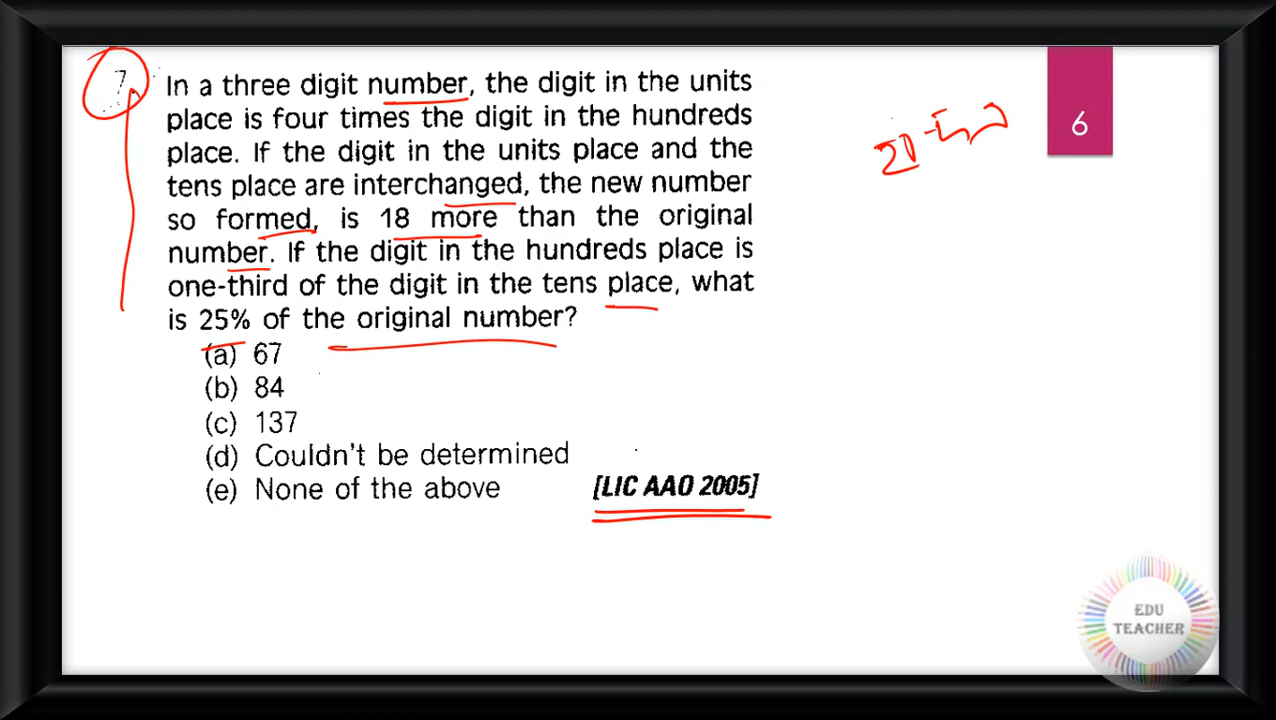 7
In a three digit number, the digit in the units
place is four times the digit in the hundreds
place. If the digit in the units place and the
tens place are interchanged, the new number
so formed, is 18 more than the original
number. If the digit in the hundreds place is
one-third of the digit in the tens place, what
is 25% of the original number?
(a) 67
(b) 84
(c) 137
(d) Couldn't be determined
(e) None of the above
[LIC AAO 2005]
6
EDU
TEACHER